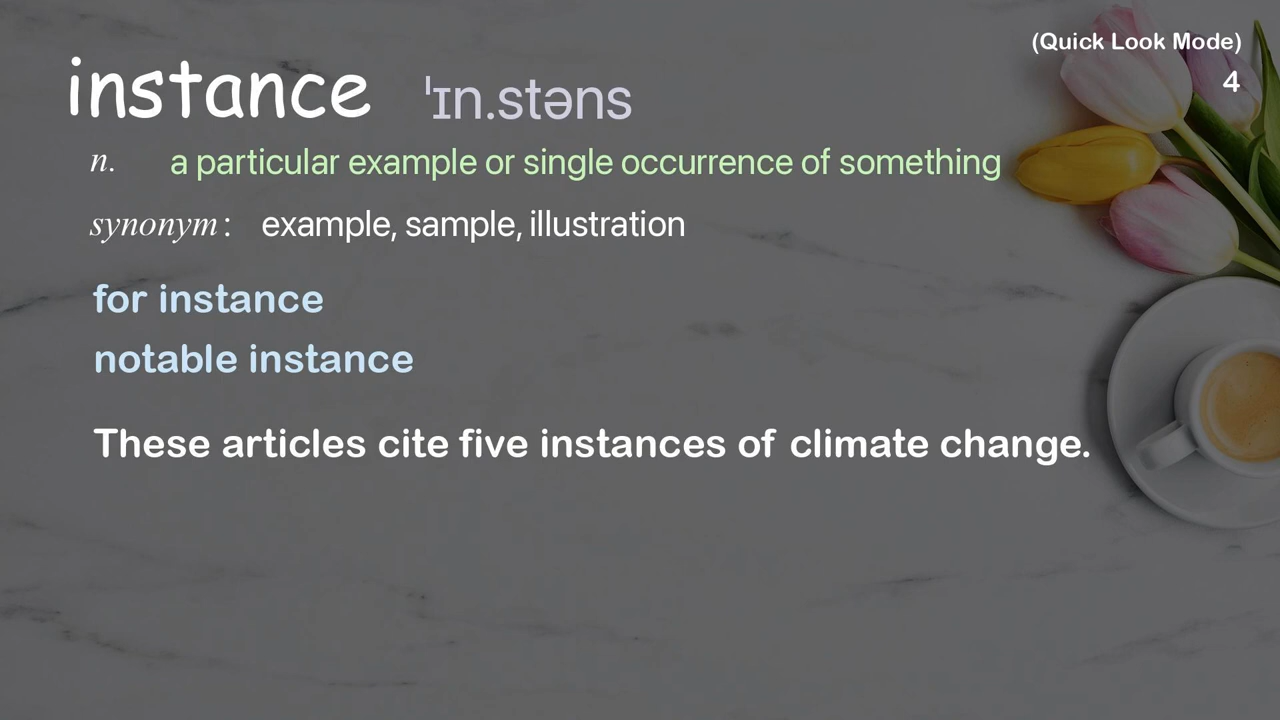 (Quick Look Mode)
4
instance ˈɪn.stəns
n. a particular example or single occurrence of something
synonym: example, sample, illustration
for instance
notable instance
These articles cite five instances of climate change.